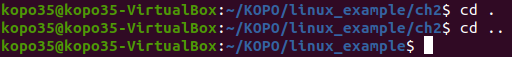 kopo35@kopo35-VirtualBox:~/KOPO/linux_example/ch2$ cd .
kopo35@kopo35-VirtualBox:~/KOPO/linux_example/ch2$ cd ..
kopo35@kopo35-VirtualBox:~/KOPO/linux_example$